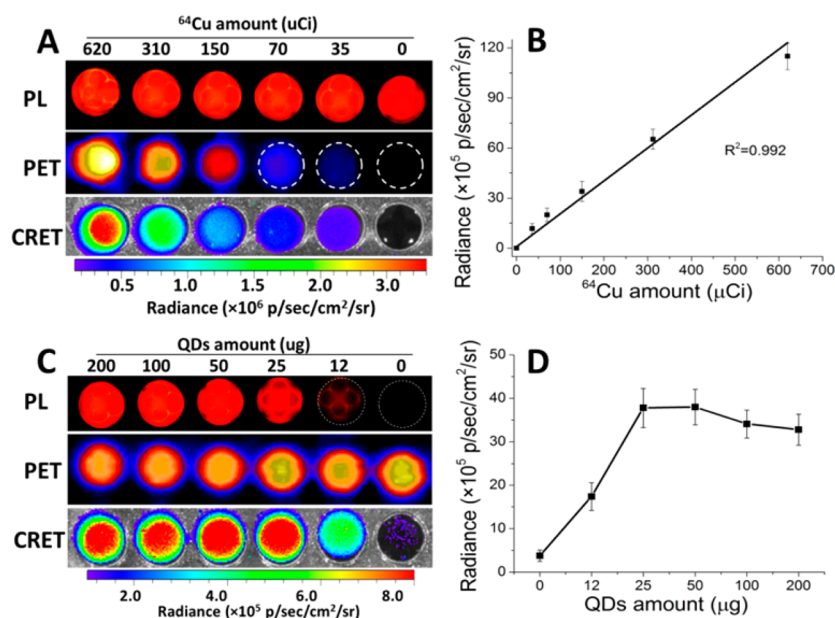 A
⁶⁴Cu amount (uCi)
620 310 150 70 35 0
PL
PET
CRET
0.5 1.0 1.5 2.0 3.0
Radiance (×10⁶ p/sec/cm²/sr)
B
120
90
60
30
0
Radiance (×10⁵ p/sec/cm²/sr)
R²=0.992
0 100 200 300 400 500 600 700
⁶⁴Cu amount (μCi)
C
QDs amount (ug)
200 100 50 25 12 0
PL
PET
CRET
2.0 4.0 6.0 8.0
Radiance (×10⁵ p/sec/cm²/sr)
D
50
40
30
20
10
0
Radiance (×10⁵ p/sec/cm²/sr)
0 12 25 50 100 200
QDs amount (μg)